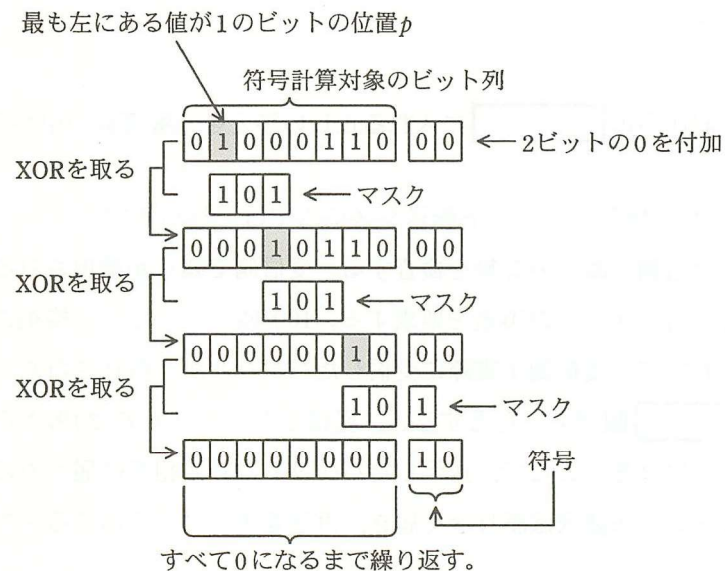 最も左にある値が1のビットの位置p
符号計算対象のビット列
0 1 0 0 0 1 1 0 0 0 ← 2ビットの0を付加
XORを取る
1 0 1 ← マスク
0 0 0 1 0 1 1 0 0 0
XORを取る
1 0 1 ← マスク
0 0 0 0 0 0 1 0 0 0
XORを取る
1 0 1 ← マスク
0 0 0 0 0 0 0 0 1 0 符号
すべて0になるまで繰り返す。